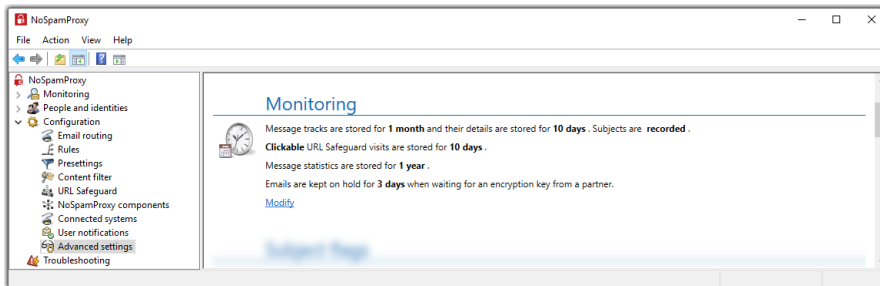 NoSpamProxy
File Action View Help
NoSpamProxy
Monitoring
People and identities
Configuration
Email routing
Rules
Presettings
Content filter
URL Safeguard
NoSpamProxy components
Connected systems
User notifications
Advanced settings
Troubleshooting
Monitoring
Message tracks are stored for 1 month and their details are stored for 10 days . Subjects are recorded .
Clickable URL Safeguard visits are stored for 10 days .
Message statistics are stored for 1 year .
Emails are kept on hold for 3 days when waiting for an encryption key from a partner.
Modify
Subject flags